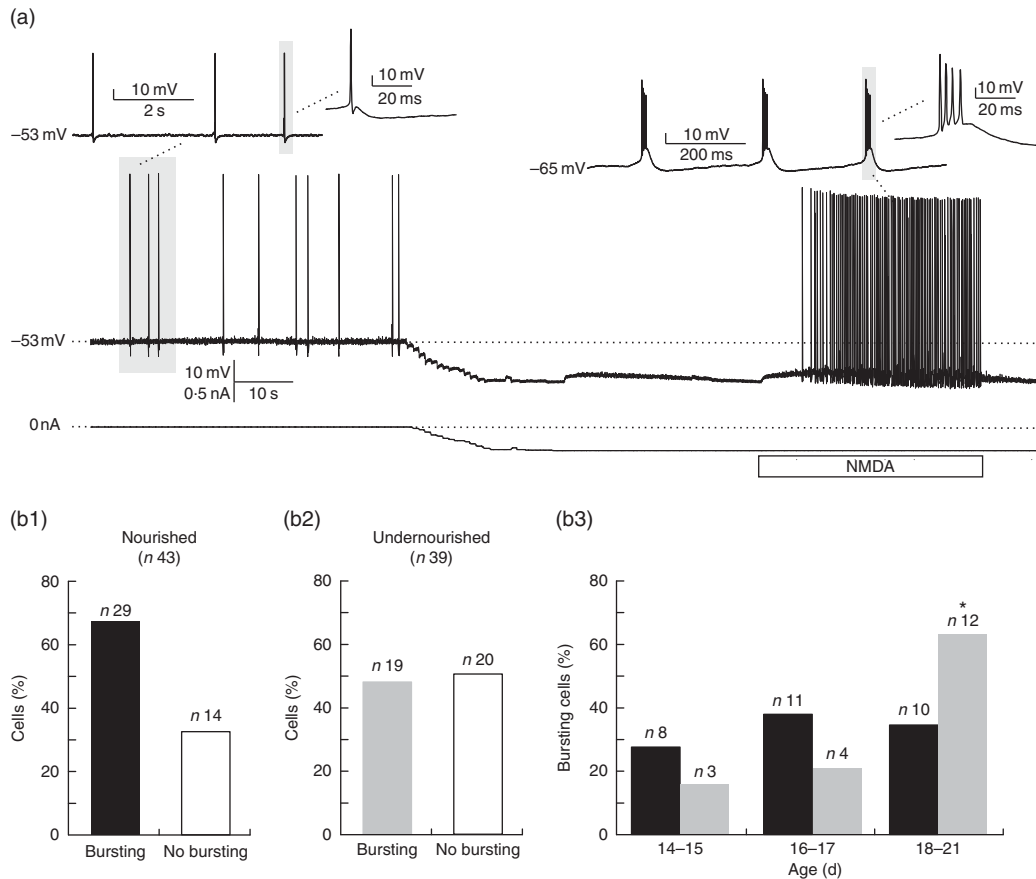 (a)
10 mV
2 s
10 mV
20 ms
−53 mV
10 mV
200 ms
10 mV
20 ms
−65 mV
−53 mV
10 mV
0·5 nA
10 s
0 nA
NMDA
(b1)
Nourished
(n 43)
Cells (%)
80
60
40
20
0
n 29
n 14
Bursting
No bursting
(b2)
Undernourished
(n 39)
Cells (%)
80
60
40
20
0
n 19
n 20
Bursting
No bursting
(b3)
Bursting cells (%)
80
60
40
20
0
n 8
n 3
n 11
n 4
n 10
*
n 12
14–15
16–17
18–21
Age (d)